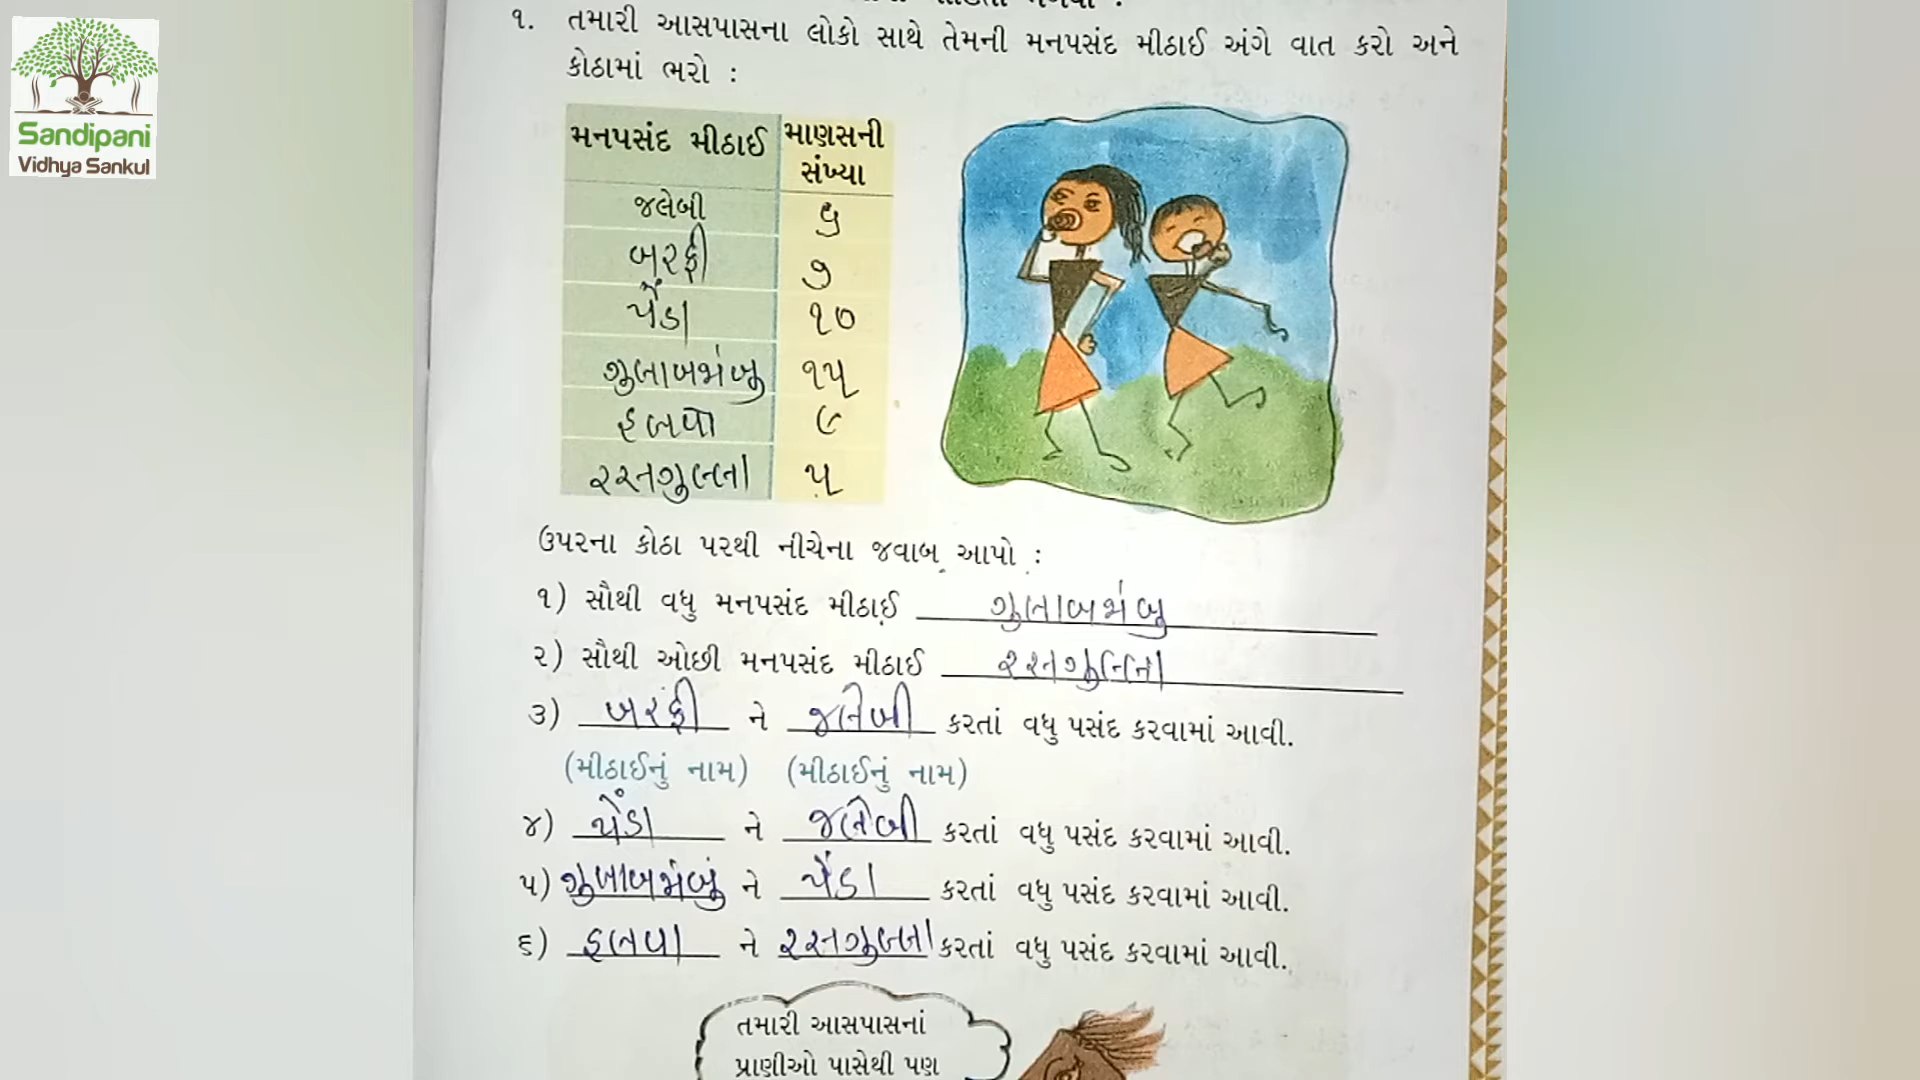 Sandipani
Vidhya Sankul
૧. તમારી આસપાસના લોકો સાથે તેમની મનપસંદ મીઠાઈ અંગે વાત કરો અને
કોઠામાં ભરો :
મનપસંદ મીઠાઈ માણસની
સંખ્યા
જલેબી
બરફી ૭
પેંડા ૧૦
ગુલાબજાંબુ ૧૫
હલવા ૯
રસગુલ્લા ૫
ઉપરના કોઠા પરથી નીચેના જવાબ આપો :
૧) સૌથી વધુ મનપસંદ મીઠાઈ ગુલાબજાંબુ
૨) સૌથી ઓછી મનપસંદ મીઠાઈ રસગુલ્લા
૩) બરફી ને જલેબી કરતાં વધુ પસંદ કરવામાં આવી.
(મીઠાઈનું નામ) (મીઠાઈનું નામ)
૪) પેંડા ને જલેબી કરતાં વધુ પસંદ કરવામાં આવી.
૫) ગુલાબજાંબું ને પેંડા કરતાં વધુ પસંદ કરવામાં આવી.
૬) હલવા ને રસગુલ્લા કરતાં વધુ પસંદ કરવામાં આવી.
તમારી આસપાસનાં
પ્રાણીઓ પાસેથી પણ